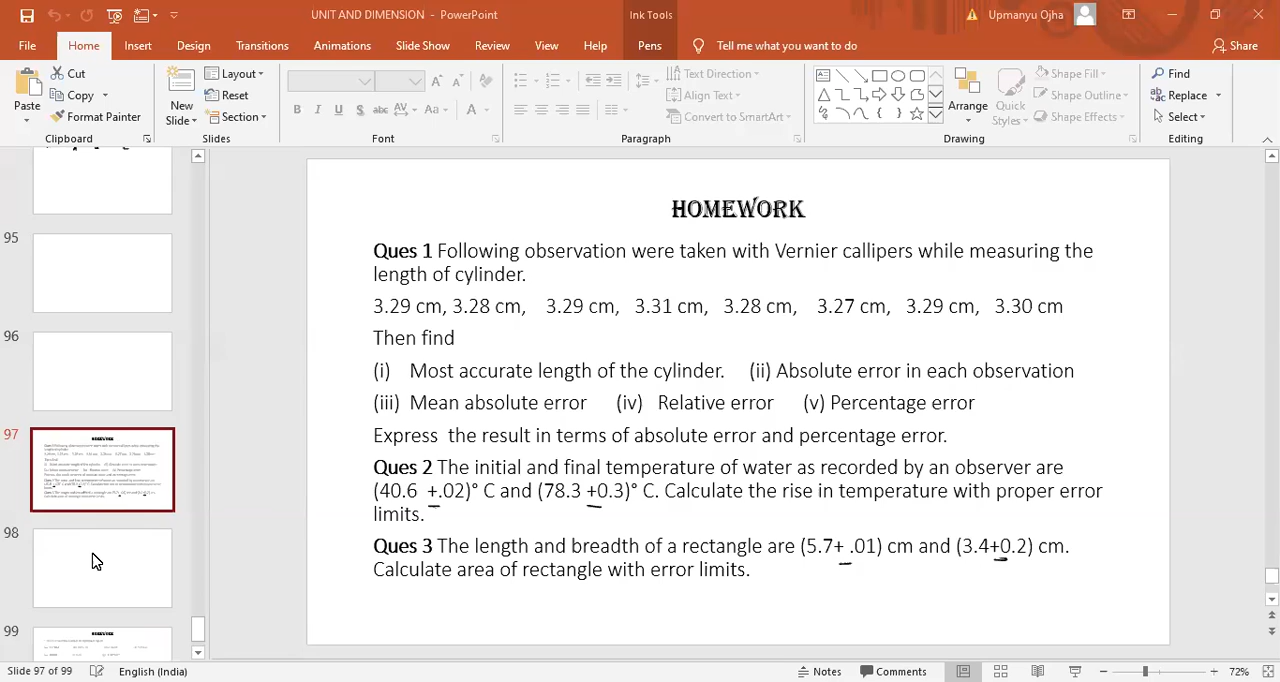 UNIT AND DIMENSION - PowerPoint
Ink Tools
Upmanyu Ojha
File Home Insert Design Transitions Animations Slide Show Review View Help Pens Tell me what you want to do Share
Paste
Cut
Copy
Format Painter
Clipboard
New Slide
Layout
Reset
Section
Slides
B I U S abc AV Aa A
Font
Text Direction
Align Text
Convert to SmartArt
Paragraph
Arrange
Quick Styles
Shape Fill
Shape Outline
Shape Effects
Drawing
Find
Replace
Select
Editing
95
96
97
98
99
HOMEWORK
Ques 1 Following observation were taken with Vernier callipers while measuring the
length of cylinder.
3.29 cm, 3.28 cm, 3.29 cm, 3.31 cm, 3.28 cm, 3.27 cm, 3.29 cm, 3.30 cm
Then find
(i) Most accurate length of the cylinder. (ii) Absolute error in each observation
(iii) Mean absolute error (iv) Relative error (v) Percentage error
Express the result in terms of absolute error and percentage error.
Ques 2 The initial and final temperature of water as recorded by an observer are
(40.6 +.02)° C and (78.3 +0.3)° C. Calculate the rise in temperature with proper error
limits.
Ques 3 The length and breadth of a rectangle are (5.7+ .01) cm and (3.4+0.2) cm.
Calculate area of rectangle with error limits.
Slide 97 of 99 English (India) Notes Comments 72%